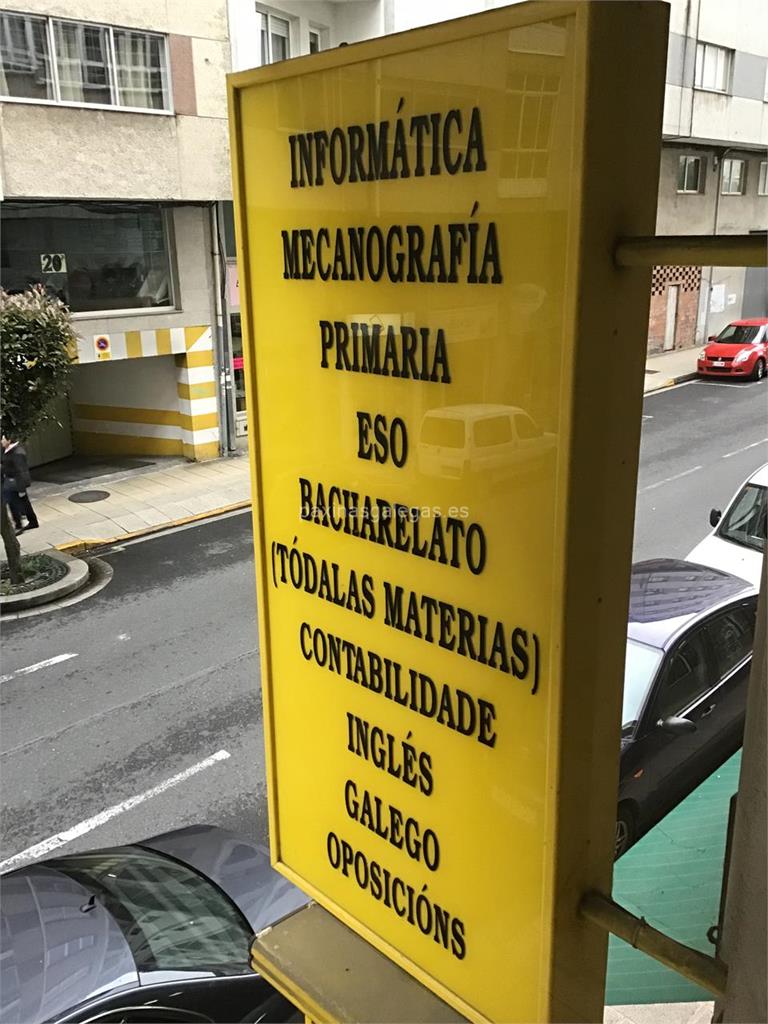 INFORMÁTICA
MECANOGRAFÍA
PRIMARIA
ESO
BACHARELATO
(TÓDALAS MATERIAS)
CONTABILIDADE
INGLÉS
GALEGO
OPOSICIÓNS
paxinasgalegas.es
20